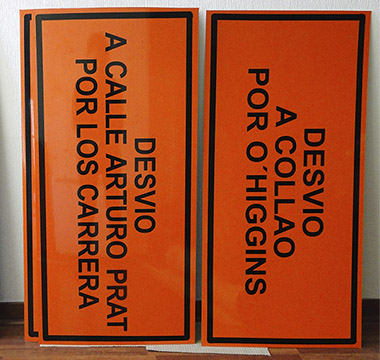 DESVIO
A CALLE ARTURO PRAT
POR LOS CARRERA
DESVIO
A COLLAO
POR O´HIGGINS